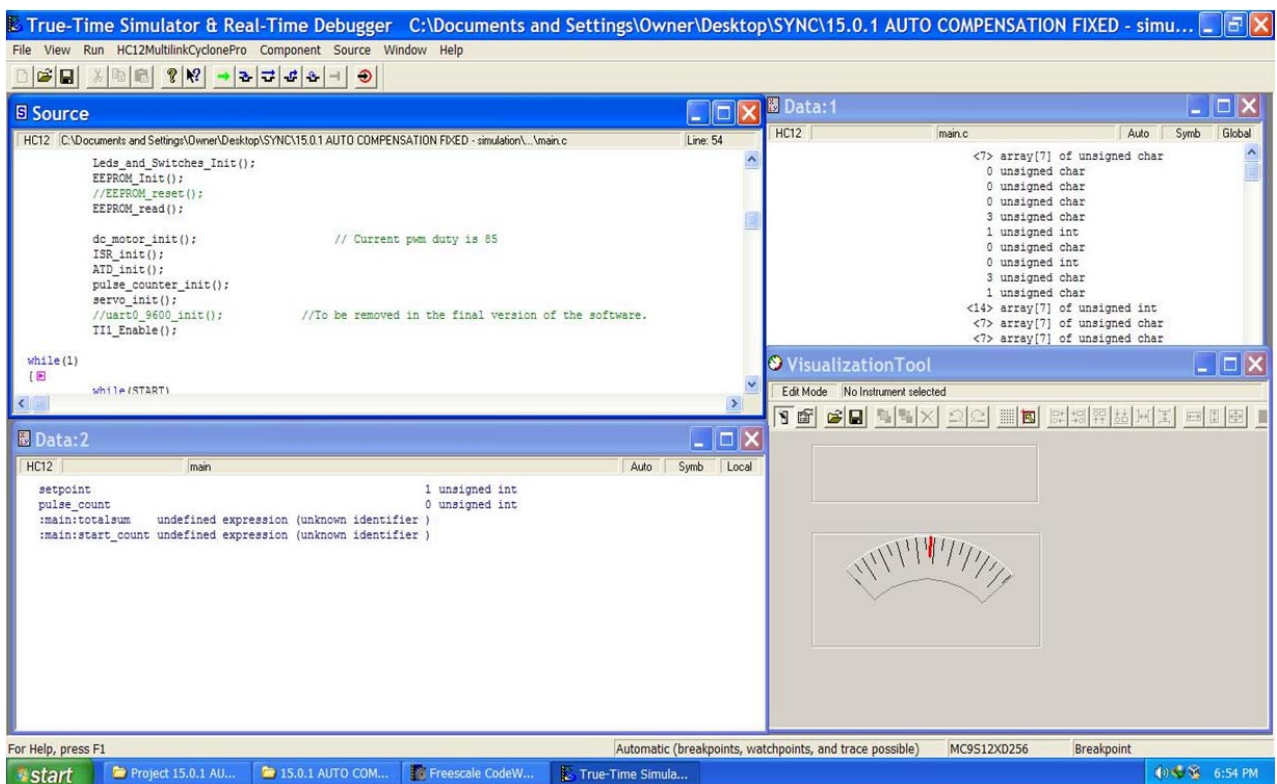 True-Time Simulator & Real-Time Debugger C:\Documents and Settings\Owner\Desktop\SYNC\15.0.1 AUTO COMPENSATION FIXED - simu...
File View Run HC12MultilinkCyclonePro Component Source Window Help
Source
HC12 C:\Documents and Settings\Owner\Desktop\SYNC\15.0.1 AUTO COMPENSATION FIXED - simulation\...\main.c Line: 54
Leds_and_Switches_Init();
EEPROM_Init();
//EEPROM_reset();
EEPROM_read();
dc_motor_init(); // Current pwm duty is 85
ISR_init();
ATD_init();
pulse_counter_init();
servo_init();
//uart0_9600_init(); //To be removed in the final version of the software.
TI1_Enable();
while(1)
{
while(START)
Data:1
HC12 main.c Auto Symb Global
<7> array[7] of unsigned char
0 unsigned char
0 unsigned char
0 unsigned char
3 unsigned char
1 unsigned int
0 unsigned char
0 unsigned int
3 unsigned char
1 unsigned char
<14> array[7] of unsigned int
<7> array[7] of unsigned char
<7> array[7] of unsigned char
Data:2
HC12 main Auto Symb Local
setpoint 1 unsigned int
pulse_count 0 unsigned int
:main:totalsum undefined expression (unknown identifier )
:main:start_count undefined expression (unknown identifier )
VisualizationTool
Edit Mode No Instrument selected
For Help, press F1 Automatic (breakpoints, watchpoints, and trace possible) MC9S12XD256 Breakpoint
start Project 15.0.1 AU... 15.0.1 AUTO COM... Freescale CodeW... True-Time Simula... 6:54 PM